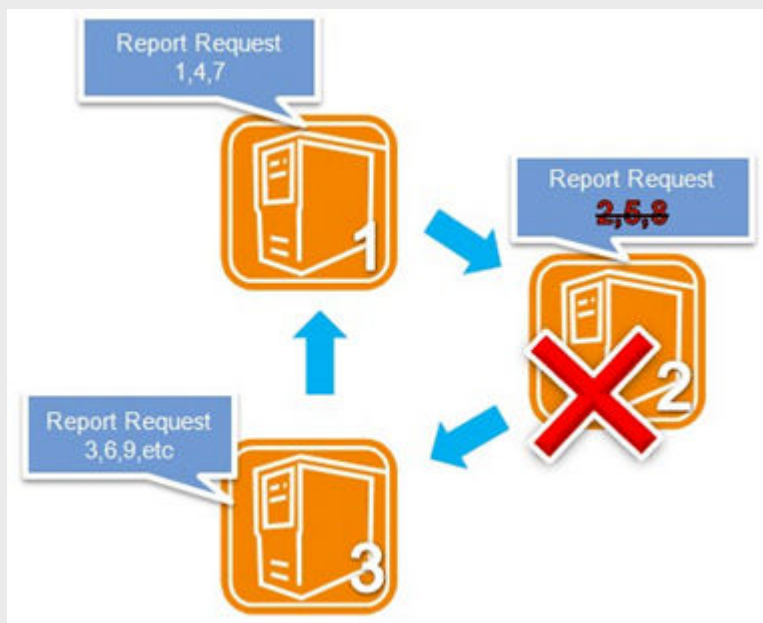 Report Request
1,4,7
1
Report Request
2,5,8
2
Report Request
3,6,9,etc
3